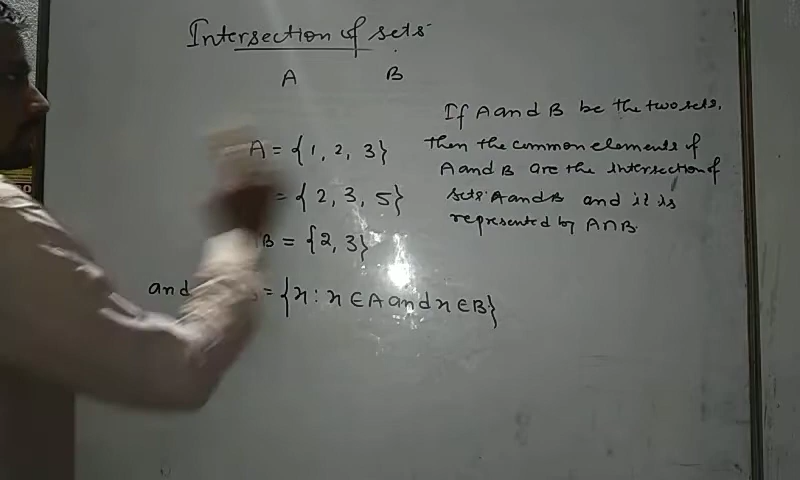 Intersection of sets
A B
A = {1, 2, 3}
= {2, 3, 5}
B = {2, 3}
and = {x : x ∈ A and x ∈ B}
If A and B be the two sets,
then the common elements of
A and B are the intersection of
sets A and B and it is
represented by A∩B.